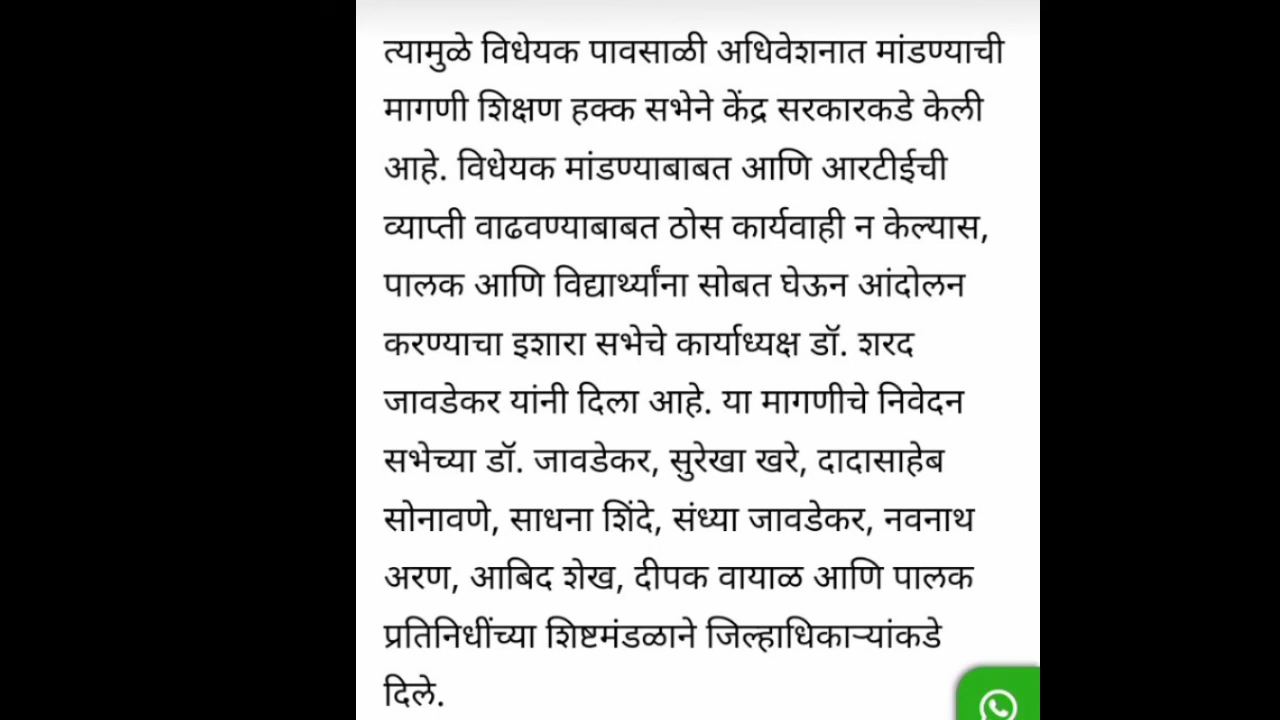 त्यामुळे विधेयक पावसाळी अधिवेशनात मांडण्याची
मागणी शिक्षण हक्क सभेने केंद्र सरकारकडे केली
आहे. विधेयक मांडण्याबाबत आणि आरटीईची
व्याप्ती वाढवण्याबाबत ठोस कार्यवाही न केल्यास,
पालक आणि विद्यार्थ्यांना सोबत घेऊन आंदोलन
करण्याचा इशारा सभेचे कार्याध्यक्ष डॉ. शरद
जावडेकर यांनी दिला आहे. या मागणीचे निवेदन
सभेच्या डॉ. जावडेकर, सुरेखा खरे, दादासाहेब
सोनावणे, साधना शिंदे, संध्या जावडेकर, नवनाथ
अरण, आबिद शेख, दीपक वायाळ आणि पालक
प्रतिनिधींच्या शिष्टमंडळाने जिल्हाधिकाऱ्यांकडे
दिले.